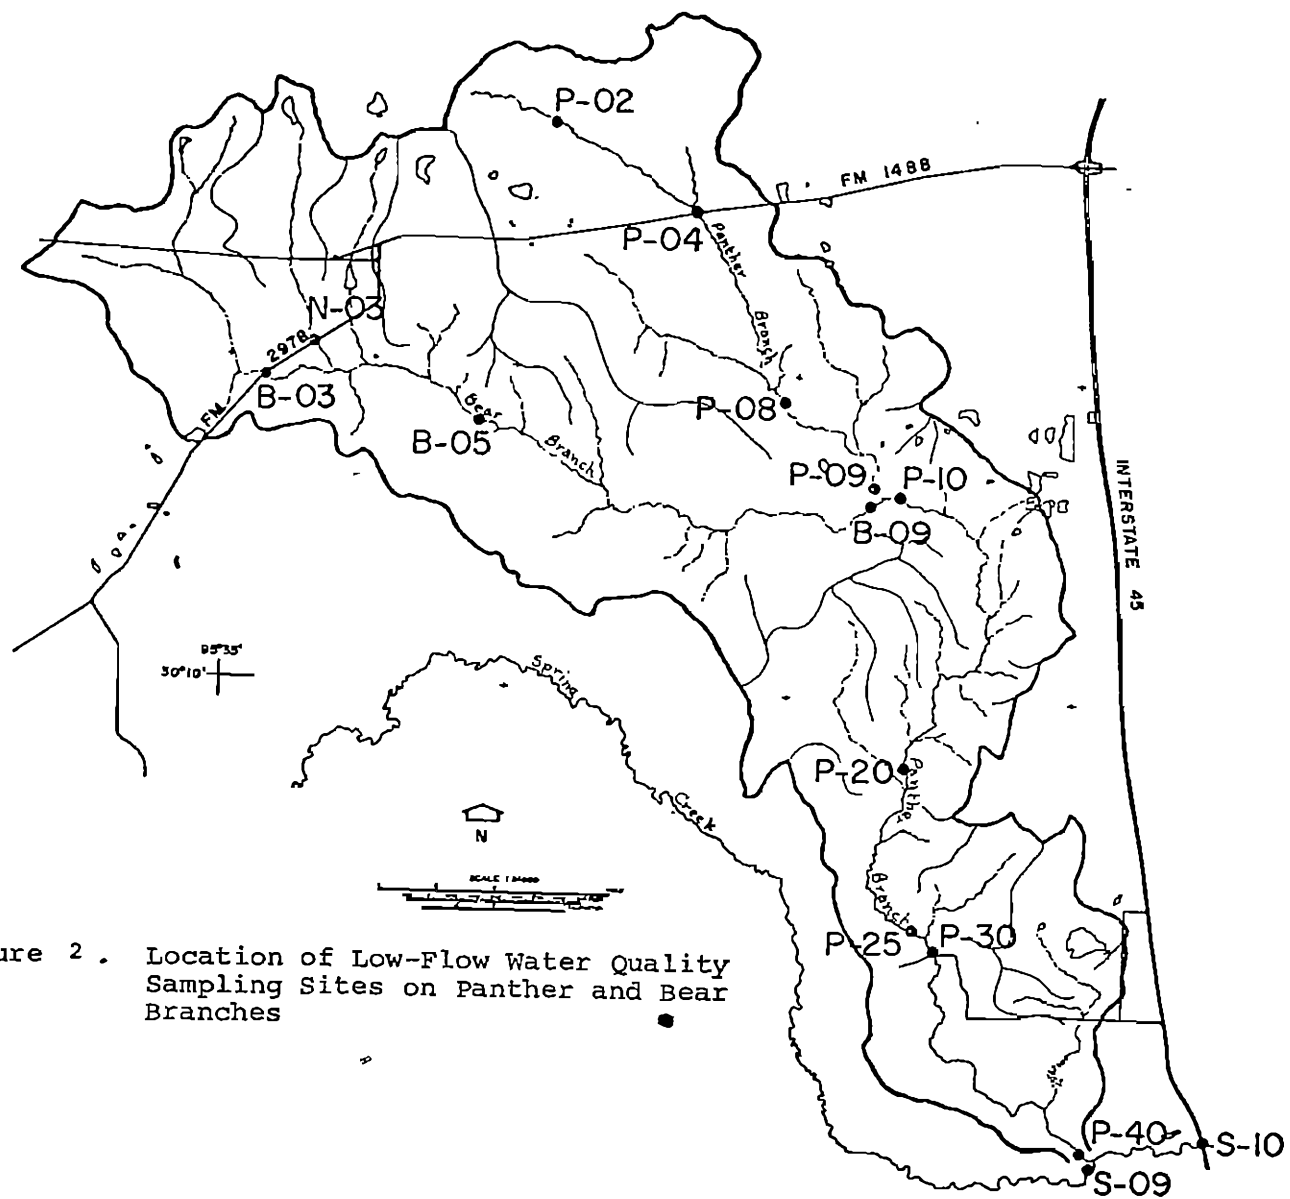 P-02
FM 1488
P-04
Panther
Branch
N-03
2978
FM
B-03
Bear
Branch
B-05
P-08
P-09
P-10
B-09
INTERSTATE 45
95°35'
30°10'
Spring
Creek
N
P-20
Panther
Branch
P-25
P-30
ure 2. Location of Low-Flow Water Quality
Sampling Sites on Panther and Bear
Branches
P-40
S-10
S-09